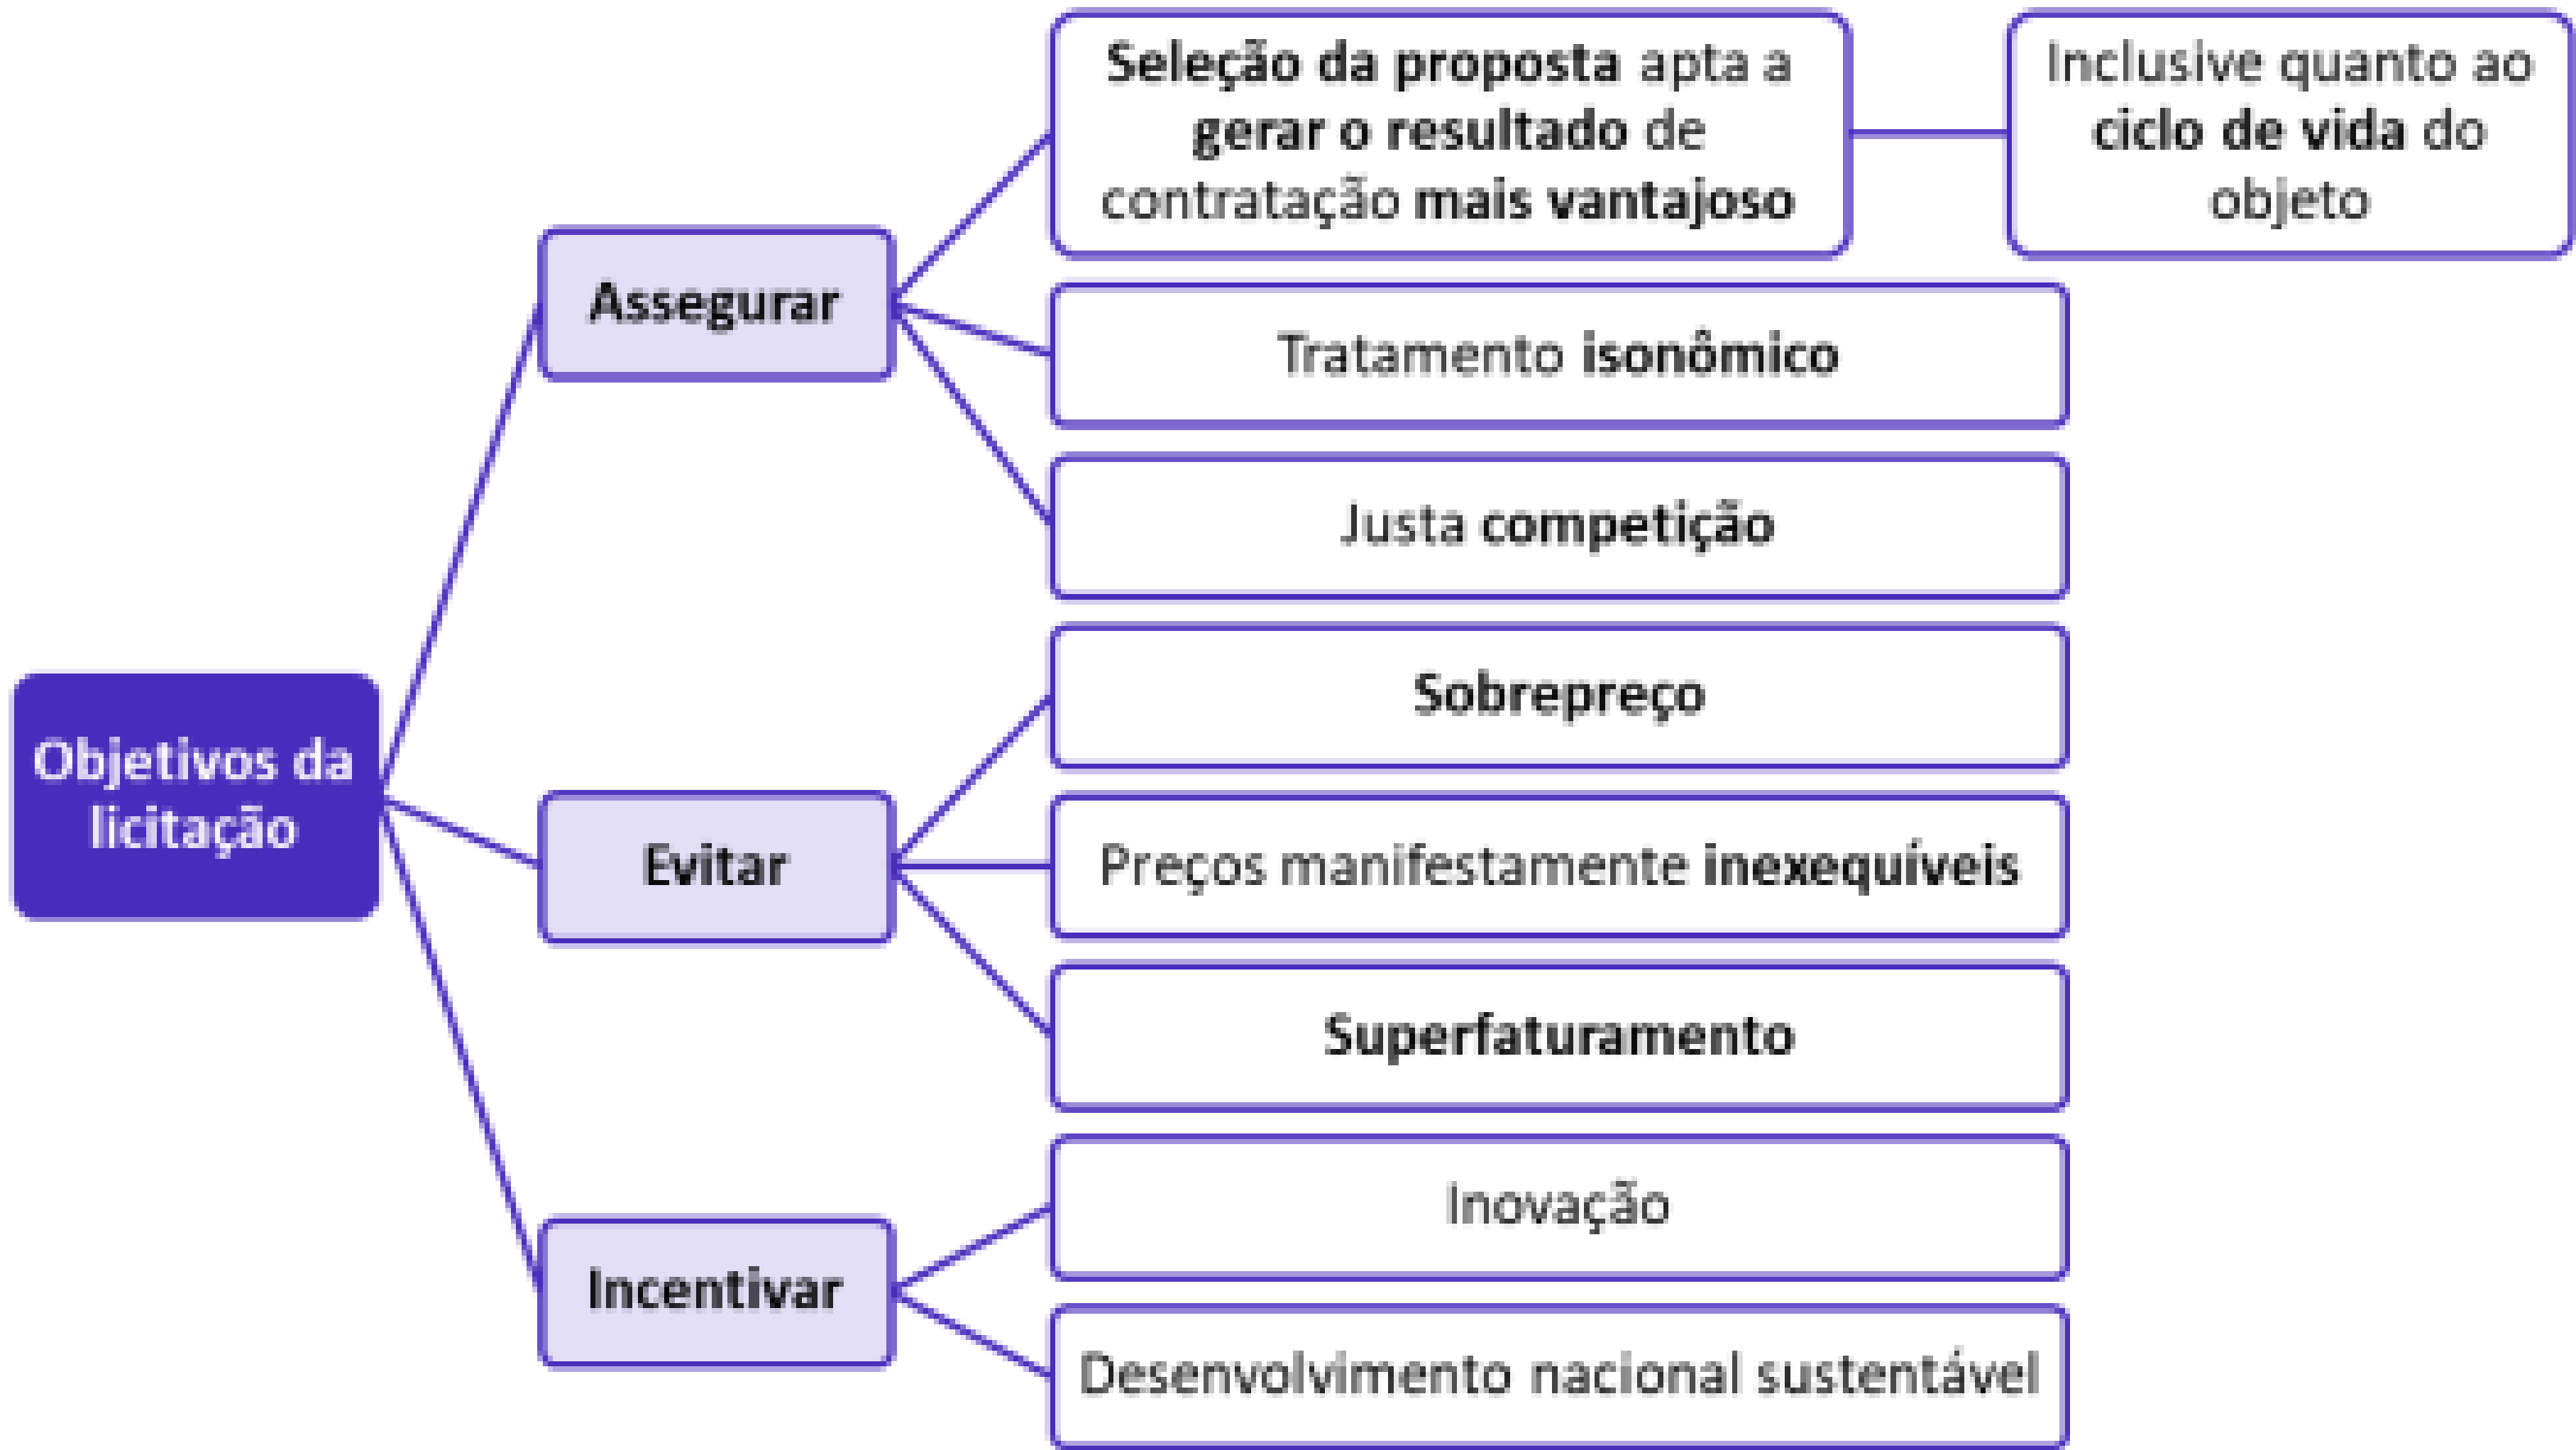 Objetivos da
licitação
Assegurar
Seleção da proposta apta a
gerar o resultado de
contratação mais vantajoso
Inclusive quanto ao
ciclo de vida do
objeto
Tratamento isonômico
Justa competição
Evitar
Sobrepreço
Preços manifestamente inexequíveis
Superfaturamento
Incentivar
Inovação
Desenvolvimento nacional sustentável